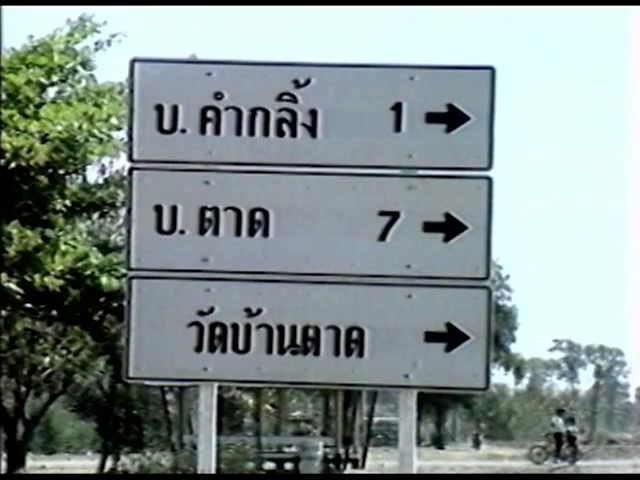 บ. คำกลิ้ง 1
บ. ตาด 7
วัดบ้านตาด